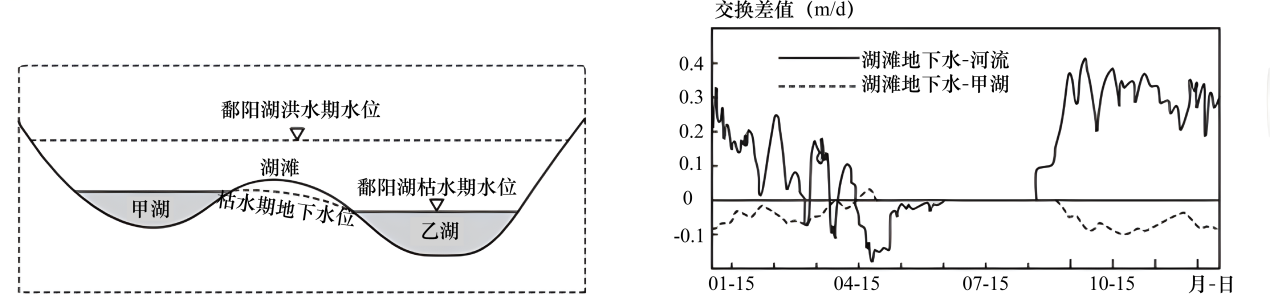 鄱阳湖洪水期水位
湖滩
鄱阳湖枯水期水位
枯水期地下水位
甲湖
乙湖
交换差值（m/d）
湖滩地下水-河流
湖滩地下水-甲湖
0.4
0.3
0.2
0.1
0
-0.1
01-15 04-15 07-15 10-15 月-日